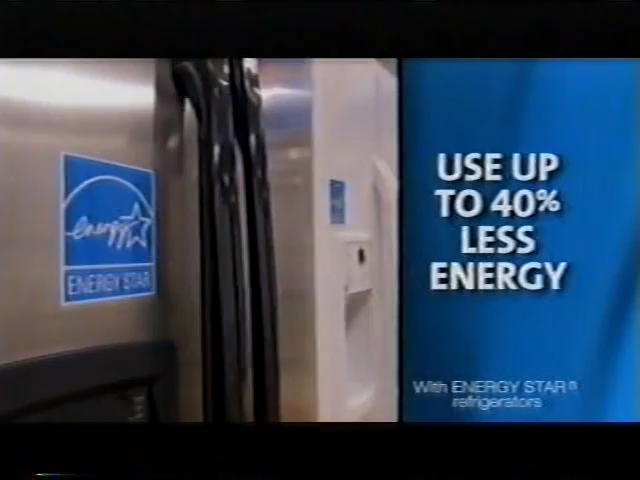 energy
ENERGY STAR
USE UP
TO 40%
LESS
ENERGY
With ENERGY STAR®
refrigerators